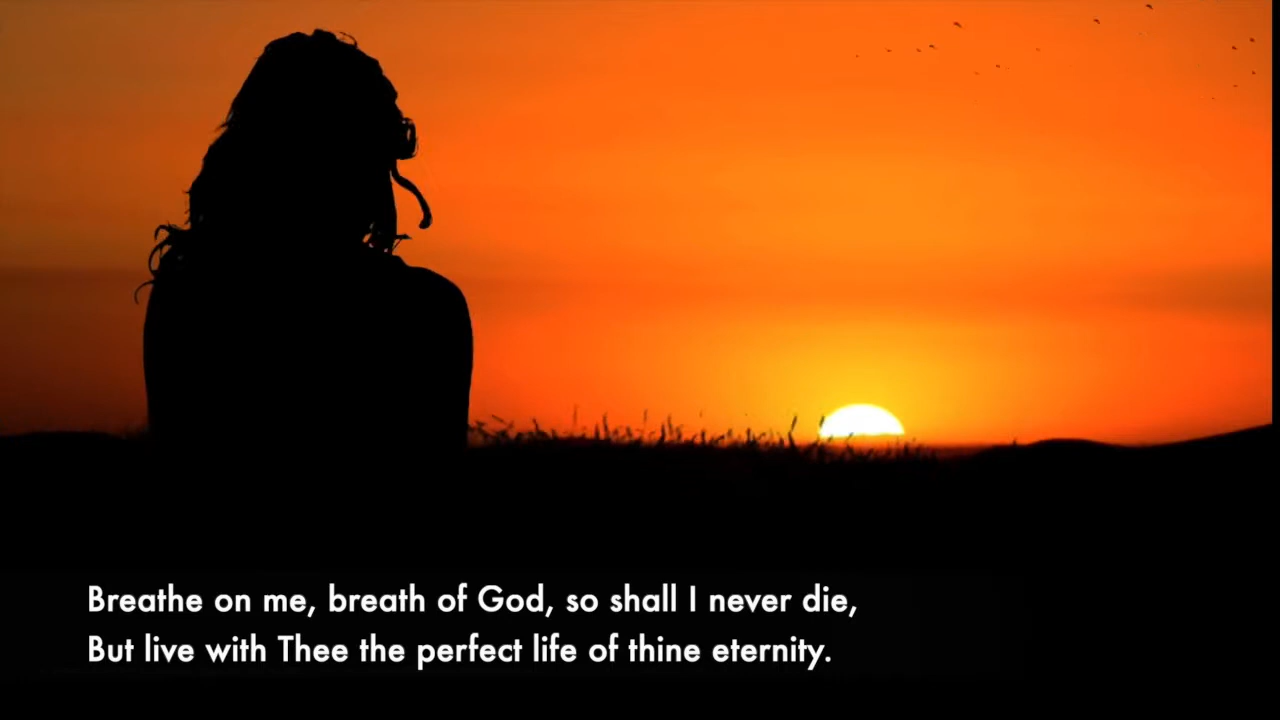 Breathe on me, breath of God, so shall I never die,
But live with Thee the perfect life of thine eternity.